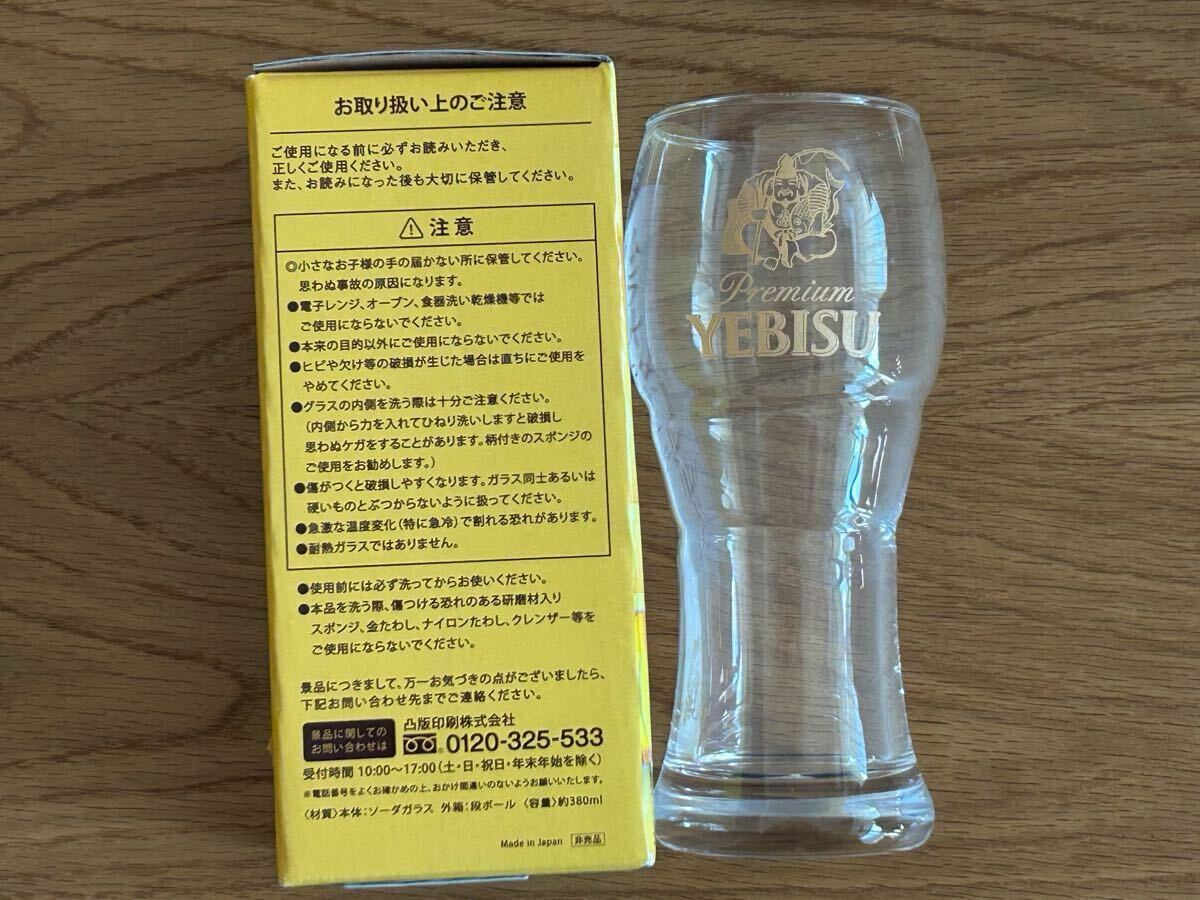 お取り扱い上のご注意
ご使用になる前に必ずお読みいただき、
正しくご使用ください。
また、お読みになった後も大切に保管してください。
⚠ 注意
◎小さなお子様の手の届かない所に保管してください。
思わぬ事故の原因になります。
●電子レンジ、オーブン、食器洗い乾燥機等では
ご使用にならないでください。
●本来の目的以外にご使用にならないでください。
●ヒビや欠け等の破損が生じた場合は直ちにご使用を
やめてください。
●グラスの内側を洗う際は十分ご注意ください。
（内側から力を入れてひねり洗いしますと破損し
思わぬケガをすることがあります。柄付きのスポンジの
ご使用をお勧めします。）
●傷がつくと破損しやすくなります。ガラス同士あるいは
硬いものとぶつからないように扱ってください。
●急激な温度変化（特に急冷）で割れる恐れがあります。
●耐熱ガラスではありません。
●使用前には必ず洗ってからお使いください。
●本品を洗う際、傷つける恐れのある研磨材入り
スポンジ、金たわし、ナイロンたわし、クレンザー等を
ご使用にならないでください。
景品につきまして、万一お気づきの点がございましたら、
下記お問い合わせ先までご連絡ください。
景品に関しての
お問い合わせは
凸版印刷株式会社
0120-325-533
受付時間 10:00〜17:00（土・日・祝日・年末年始を除く）
※電話番号をよくお確かめの上、おかけ間違いのないようお願いいたします。
〈材質〉本体：ソーダガラス 外箱：段ボール 〈容量〉約380ml
Made in Japan 非売品
Premium
YEBISU